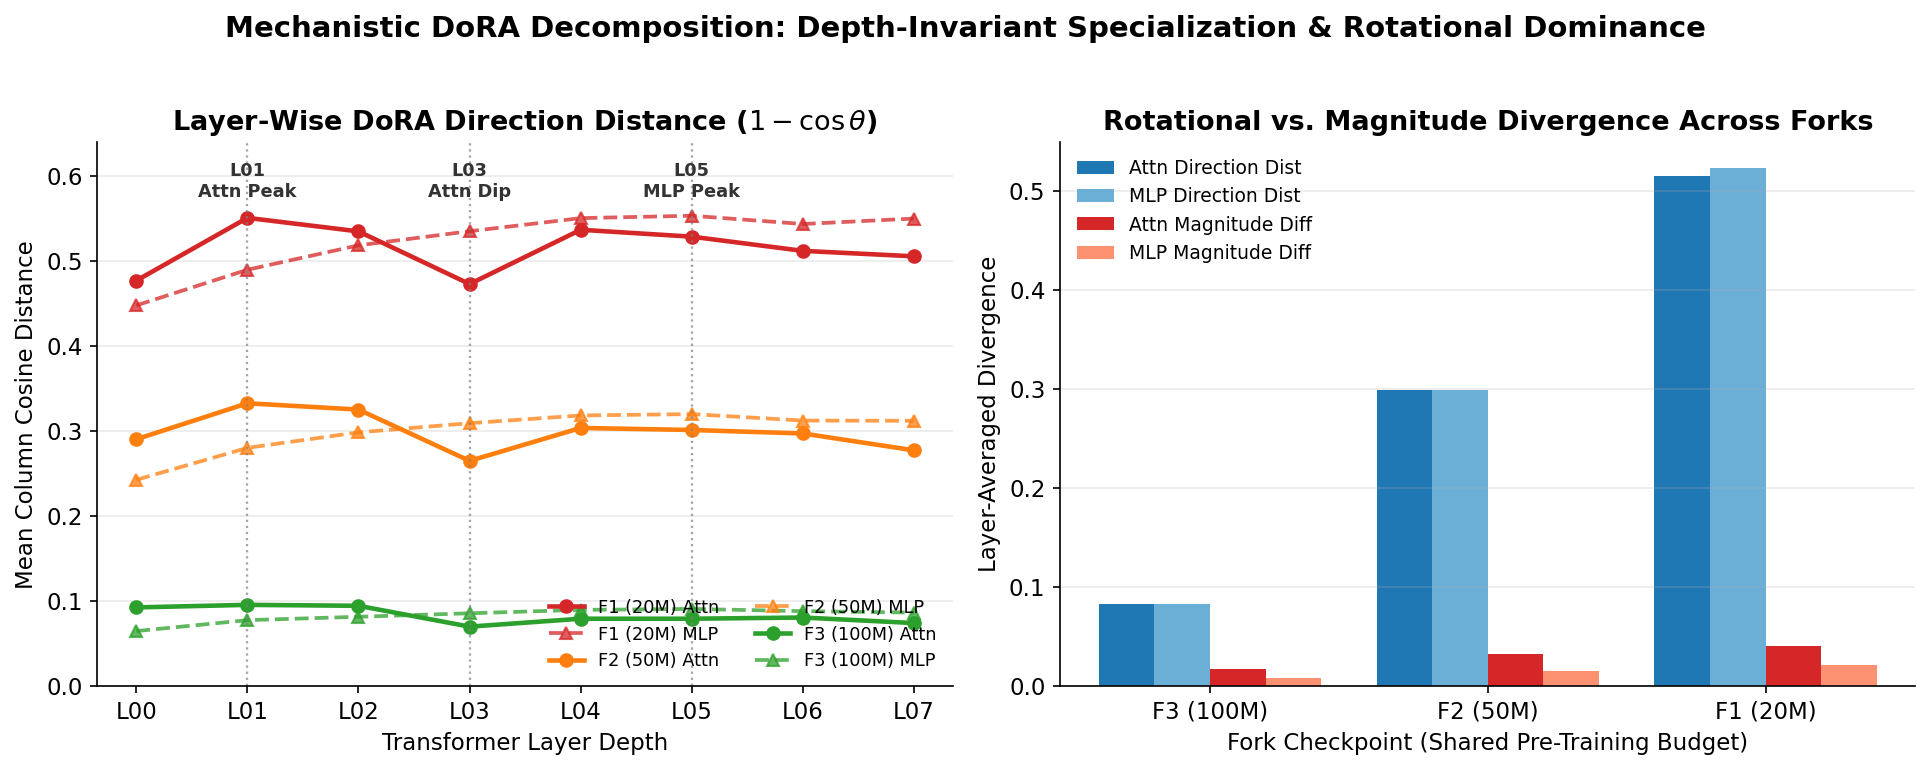 Mechanistic DoRA Decomposition: Depth-Invariant Specialization & Rotational Dominance
Layer-Wise DoRA Direction Distance (1 − cos θ)
Mean Column Cosine Distance
0.6
0.5
0.4
0.3
0.2
0.1
0.0
L01
Attn Peak
L03
Attn Dip
L05
MLP Peak
F1 (20M) Attn
F1 (20M) MLP
F2 (50M) Attn
F2 (50M) MLP
F3 (100M) Attn
F3 (100M) MLP
L00 L01 L02 L03 L04 L05 L06 L07
Transformer Layer Depth
Rotational vs. Magnitude Divergence Across Forks
Layer-Averaged Divergence
0.5
0.4
0.3
0.2
0.1
0.0
Attn Direction Dist
MLP Direction Dist
Attn Magnitude Diff
MLP Magnitude Diff
F3 (100M) F2 (50M) F1 (20M)
Fork Checkpoint (Shared Pre-Training Budget)